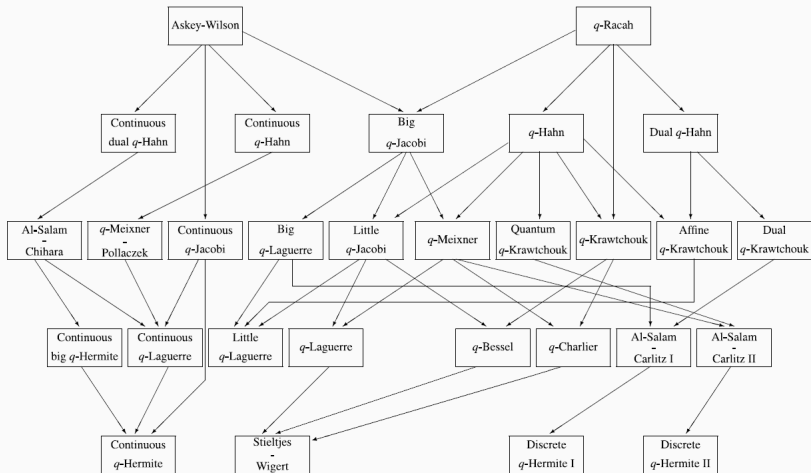 Askey-Wilson
q-Racah
Continuous
dual q-Hahn
Continuous
q-Hahn
Big
q-Jacobi
q-Hahn
Dual q-Hahn
Al-Salam
-
Chihara
q-Meixner
-
Pollaczek
Continuous
q-Jacobi
Big
q-Laguerre
Little
q-Jacobi
q-Meixner
Quantum
q-Krawtchouk
q-Krawtchouk
Affine
q-Krawtchouk
Dual
q-Krawtchouk
Continuous
big q-Hermite
Continuous
q-Laguerre
Little
q-Laguerre
q-Laguerre
q-Bessel
q-Charlier
Al-Salam
-
Carlitz I
Al-Salam
-
Carlitz II
Continuous
q-Hermite
Stieltjes
-
Wigert
Discrete
q-Hermite I
Discrete
q-Hermite II